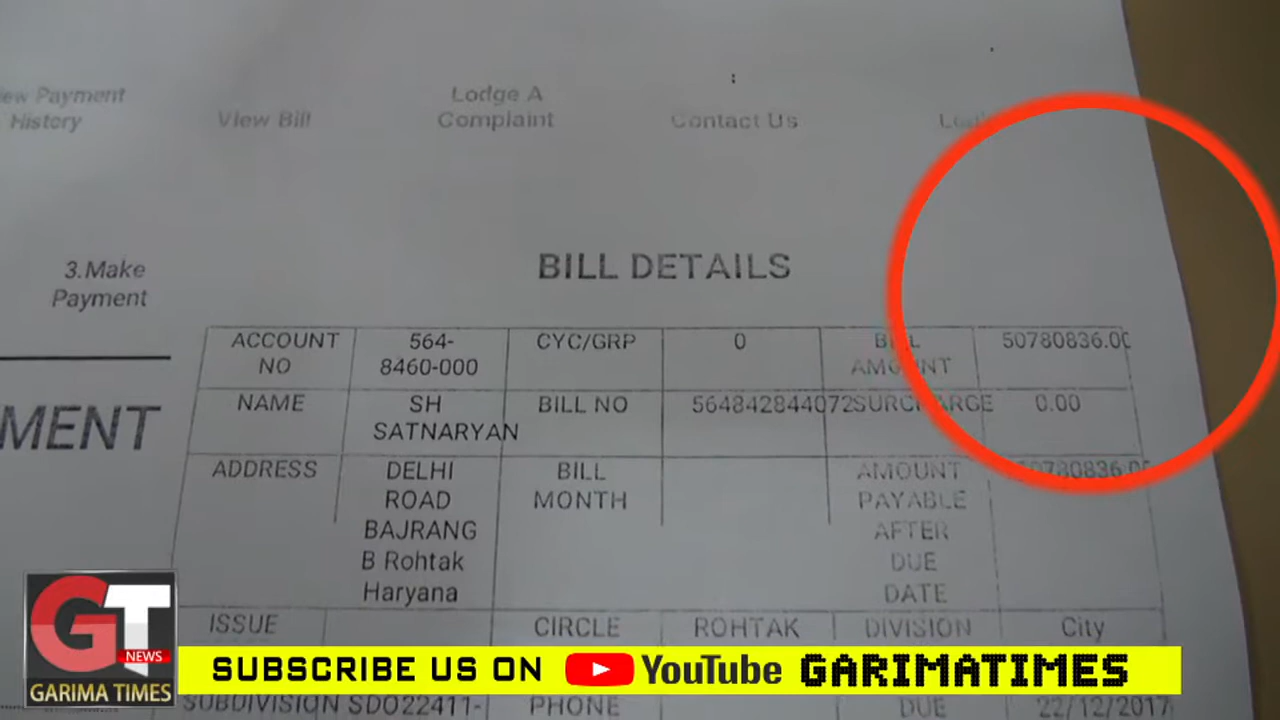 Payment
History
View Bill
Lodge A
Complaint
Contact Us
3.Make
Payment
BILL DETAILS
MENT
ACCOUNT
NO
564-
8460-000
CYC/GRP
0
BILL
AMOUNT
50780836.00
NAME
SH
SATNARYAN
BILL NO
564842844072
SURCHARGE
0.00
ADDRESS
DELHI
ROAD
BAJRANG
B Rohtak
Haryana
BILL
MONTH
AMOUNT
PAYABLE
AFTER
DUE
DATE
50780836.00
ISSUE
CIRCLE
ROHTAK
DIVISION
City
SUBDIVISION
SDO22411-
PHONE
DUE
22/12/2017
GT
NEWS
GARIMA TIMES
SUBSCRIBE US ON YouTube GARIMATIMES